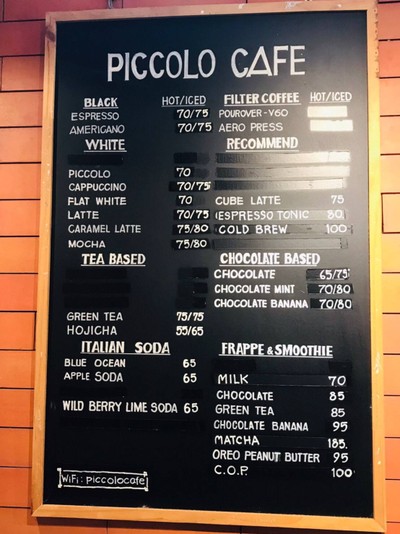 PICCOLO CAFE
BLACK HOT/ICED
ESPRESSO 70/75
AMERICANO 70/75
WHITE
PICCOLO 70
CAPPUCCINO 70/75
FLAT WHITE 70
LATTE 70/75
CARAMEL LATTE 75/80
MOCHA 75/80
TEA BASED
GREEN TEA 75/75
HOJICHA 55/65
ITALIAN SODA
BLUE OCEAN 65
APPLE SODA 65
WILD BERRY LIME SODA 65
WiFi: piccolocafe
FILTER COFFEE HOT/ICED
POUROVER-V60
AERO PRESS
RECOMMEND
CUBE LATTE 75
ESPRESSO TONIC 80
COLD BREW 100
CHOCOLATE BASED
CHOCOLATE 65/75
CHOCOLATE MINT 70/80
CHOCOLATE BANANA 70/80
FRAPPE & SMOOTHIE
MILK 70
CHOCOLATE 85
GREEN TEA 85
CHOCOLATE BANANA 95
MATCHA 185
OREO PEANUT BUTTER 95
C.O.P. 100